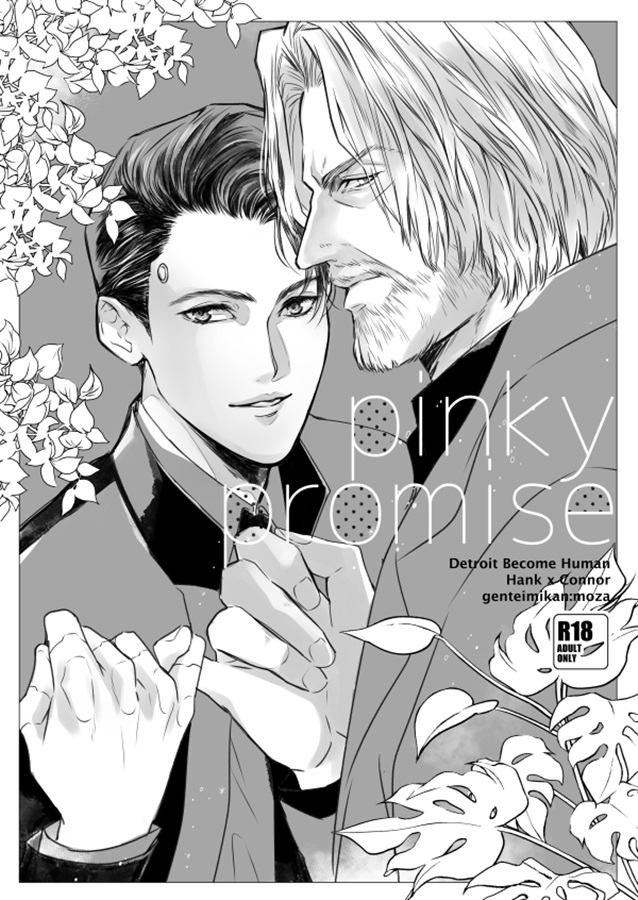 pinky
promise
Detroit Become Human
Hank x Connor
genteimikan:moza
R18
ADULT
ONLY